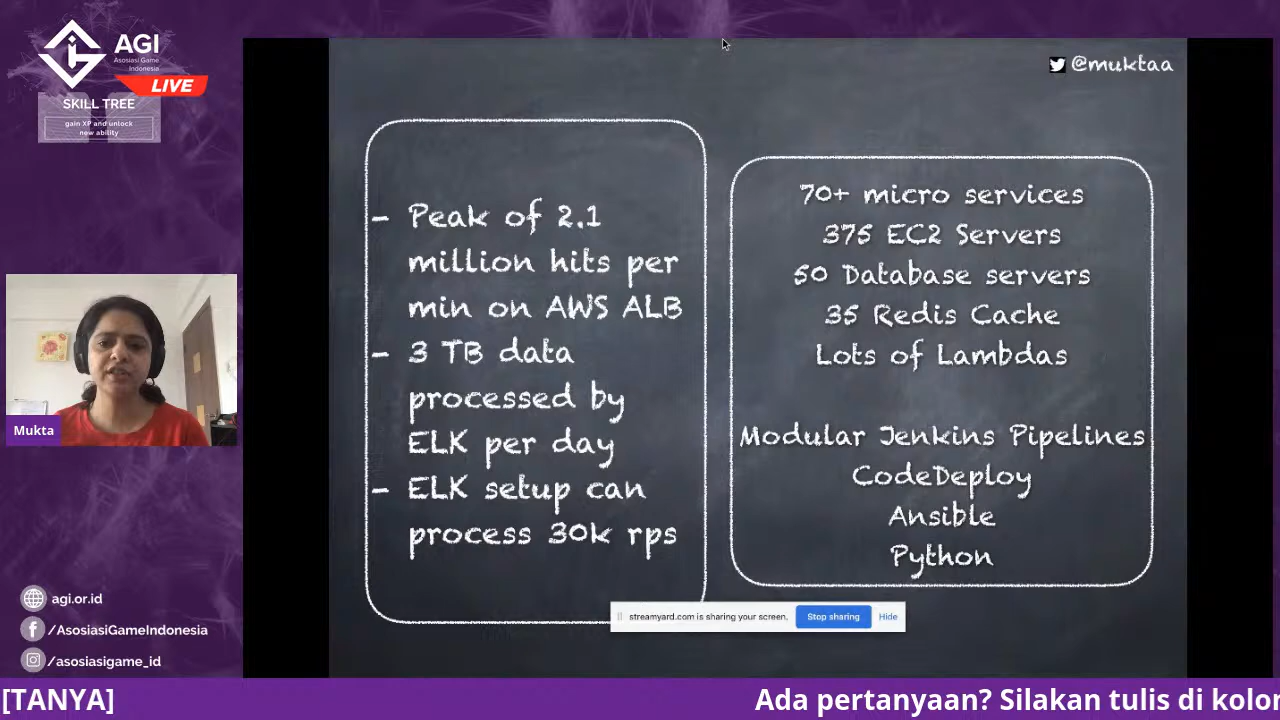 AGI
Asosiasi Game
Indonesia
LIVE
SKILL TREE
gain XP and unlock
new ability
@muktaa
- Peak of 2.1
million hits per
min on AWS ALB
- 3 TB data
processed by
ELK per day
- ELK setup can
process 30k rps
70+ micro services
375 EC2 Servers
50 Database servers
35 Redis Cache
Lots of Lambdas
Modular Jenkins Pipelines
CodeDeploy
Ansible
Python
streamyard.com is sharing your screen.
Stop sharing
Hide
Mukta
agi.or.id
/AsosiasiGameIndonesia
/asosiasigame_id
[TANYA]
Ada pertanyaan? Silakan tulis di kolor